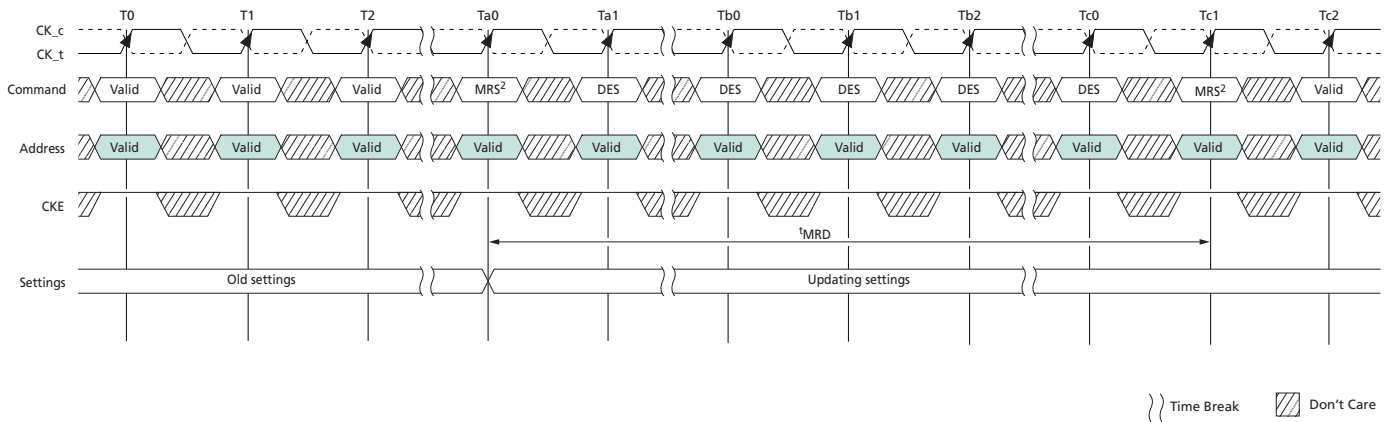 T0 T1 T2 Ta0 Ta1 Tb0 Tb1 Tb2 Tc0 Tc1 Tc2
CK_c
CK_t
Command Valid Valid Valid MRS² DES DES DES DES DES MRS² Valid
Address Valid Valid Valid Valid Valid Valid Valid Valid Valid Valid Valid
CKE
ᵗMRD
Settings Old settings Updating settings
Time Break Don't Care